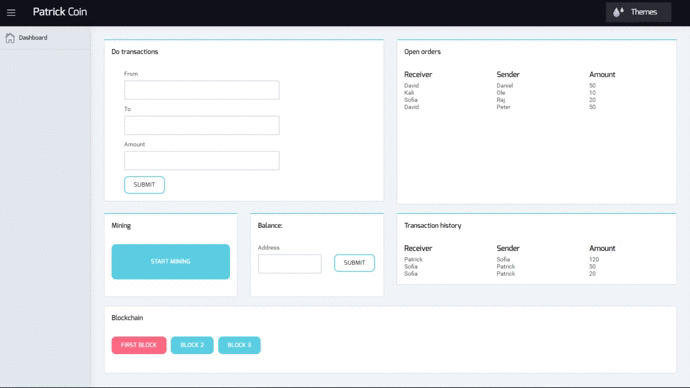 Patrick Coin
Themes
Dashboard
Do transactions
From
To
Amount
SUBMIT
Open orders
Receiver Sender Amount
David Daniel 50
Kali Ole 10
Sofia Raj 20
David Peter 50
Mining
START MINING
Balance:
Address
SUBMIT
Transaction history
Receiver Sender Amount
Patrick Sofia 120
Sofia Patrick 50
Sofia Patrick 20
Blockchain
FIRST BLOCK BLOCK 2 BLOCK 3